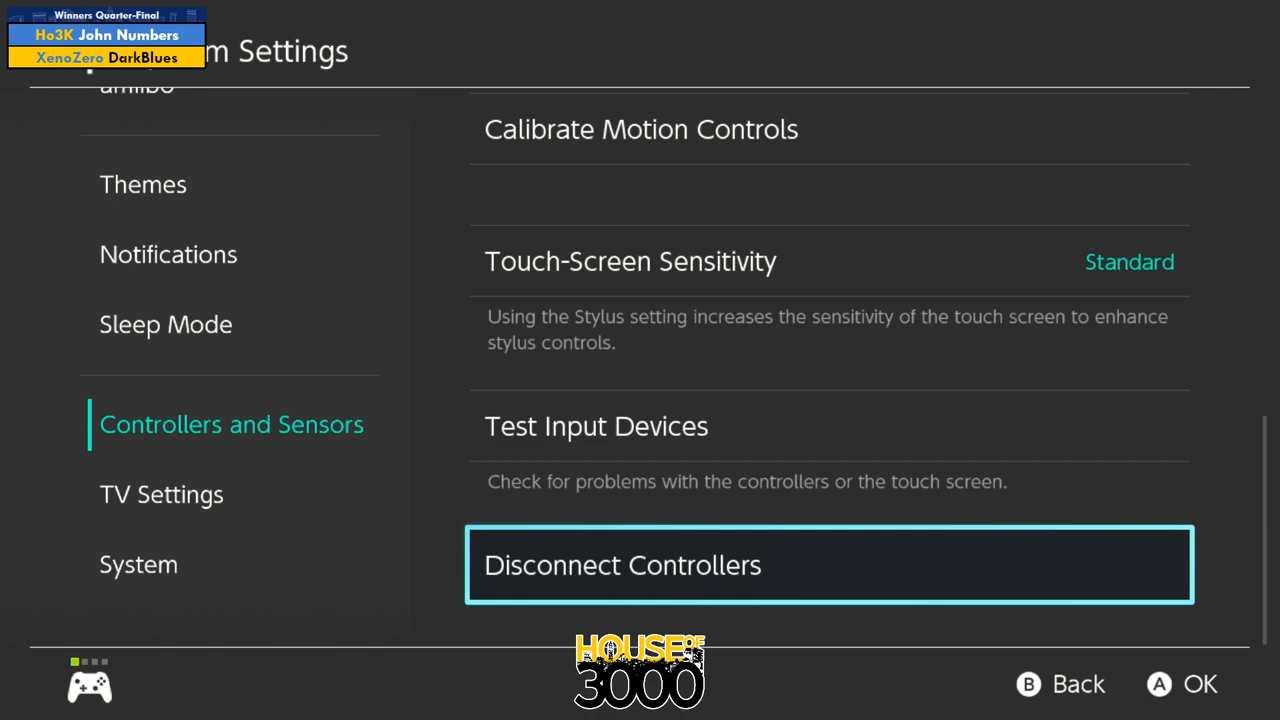 Winners Quarter-Final
Ho3K John Numbers
XenoZero DarkBlues
m Settings
amiibo
Themes
Notifications
Sleep Mode
Controllers and Sensors
TV Settings
System
Calibrate Motion Controls
Touch-Screen Sensitivity Standard
Using the Stylus setting increases the sensitivity of the touch screen to enhance
stylus controls.
Test Input Devices
Check for problems with the controllers or the touch screen.
Disconnect Controllers
HOUSE OF
3000
B Back A OK